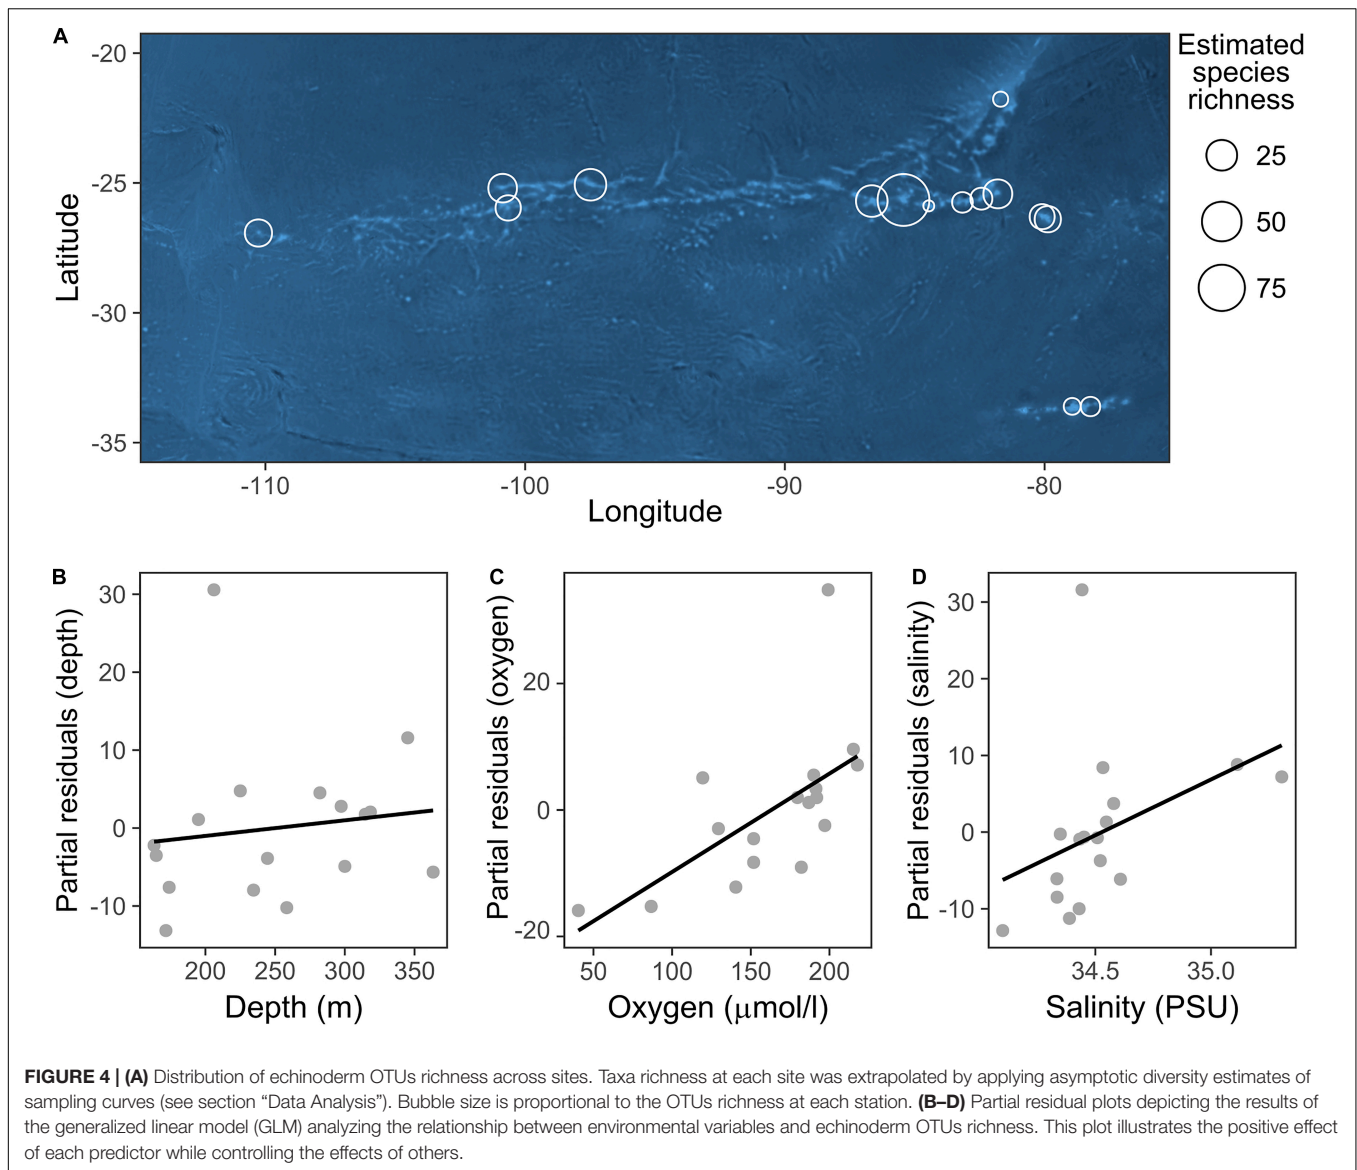 A
Estimated
species
richness
25
50
75
-20
-25
-30
-35
Latitude
-110
-100
-90
-80
Longitude
B
30
20
10
0
-10
Partial residuals (depth)
200
250
300
350
Depth (m)
C
20
0
-20
Partial residuals (oxygen)
50
100
150
200
Oxygen (μmol/l)
D
30
20
10
0
-10
Partial residuals (salinity)
34.5
35.0
Salinity (PSU)
FIGURE 4 | (A) Distribution of echinoderm OTUs richness across sites. Taxa richness at each site was extrapolated by applying asymptotic diversity estimates of
sampling curves (see section “Data Analysis”). Bubble size is proportional to the OTUs richness at each station. (B–D) Partial residual plots depicting the results of
the generalized linear model (GLM) analyzing the relationship between environmental variables and echinoderm OTUs richness. This plot illustrates the positive effect
of each predictor while controlling the effects of others.